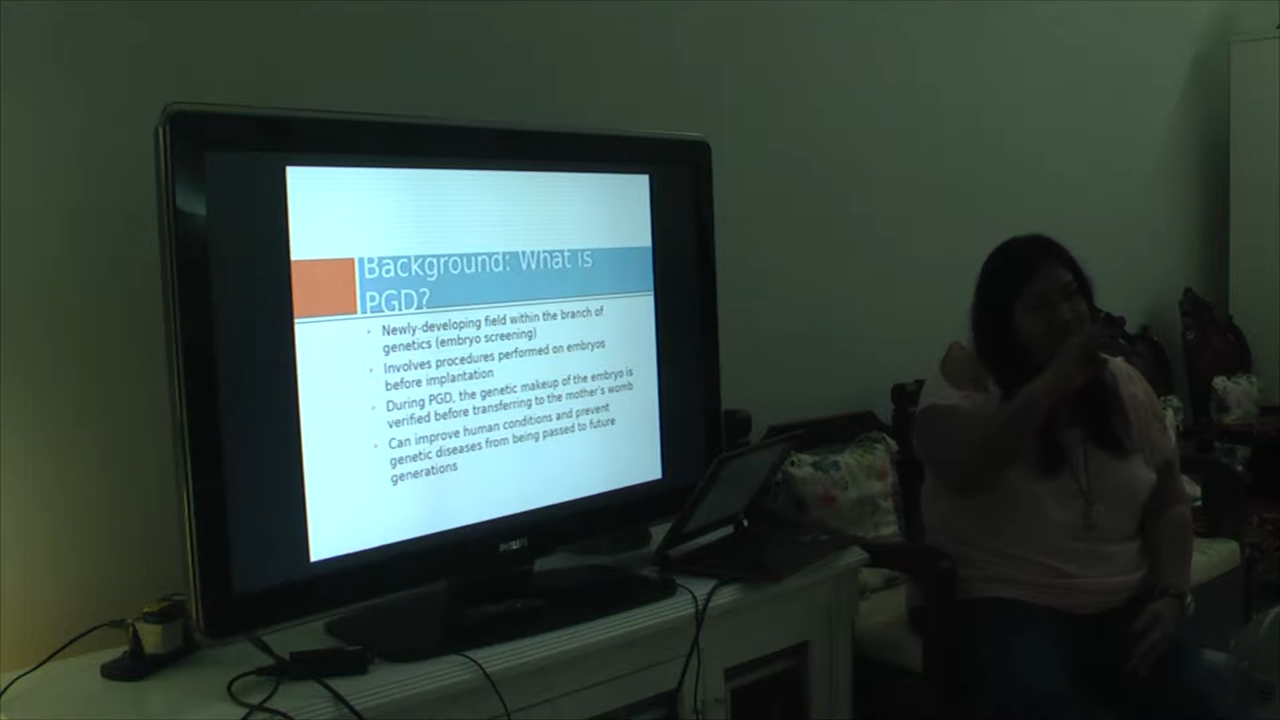 Background: What is
PGD?
Newly-developing field within the branch of
genetics (embryo screening)
Involves procedures performed on embryos
before implantation
During PGD, the genetic makeup of the embryo is
verified before transferring to the mother's womb
Can improve human conditions and prevent
genetic diseases from being passed to future
generations
PHILIPS